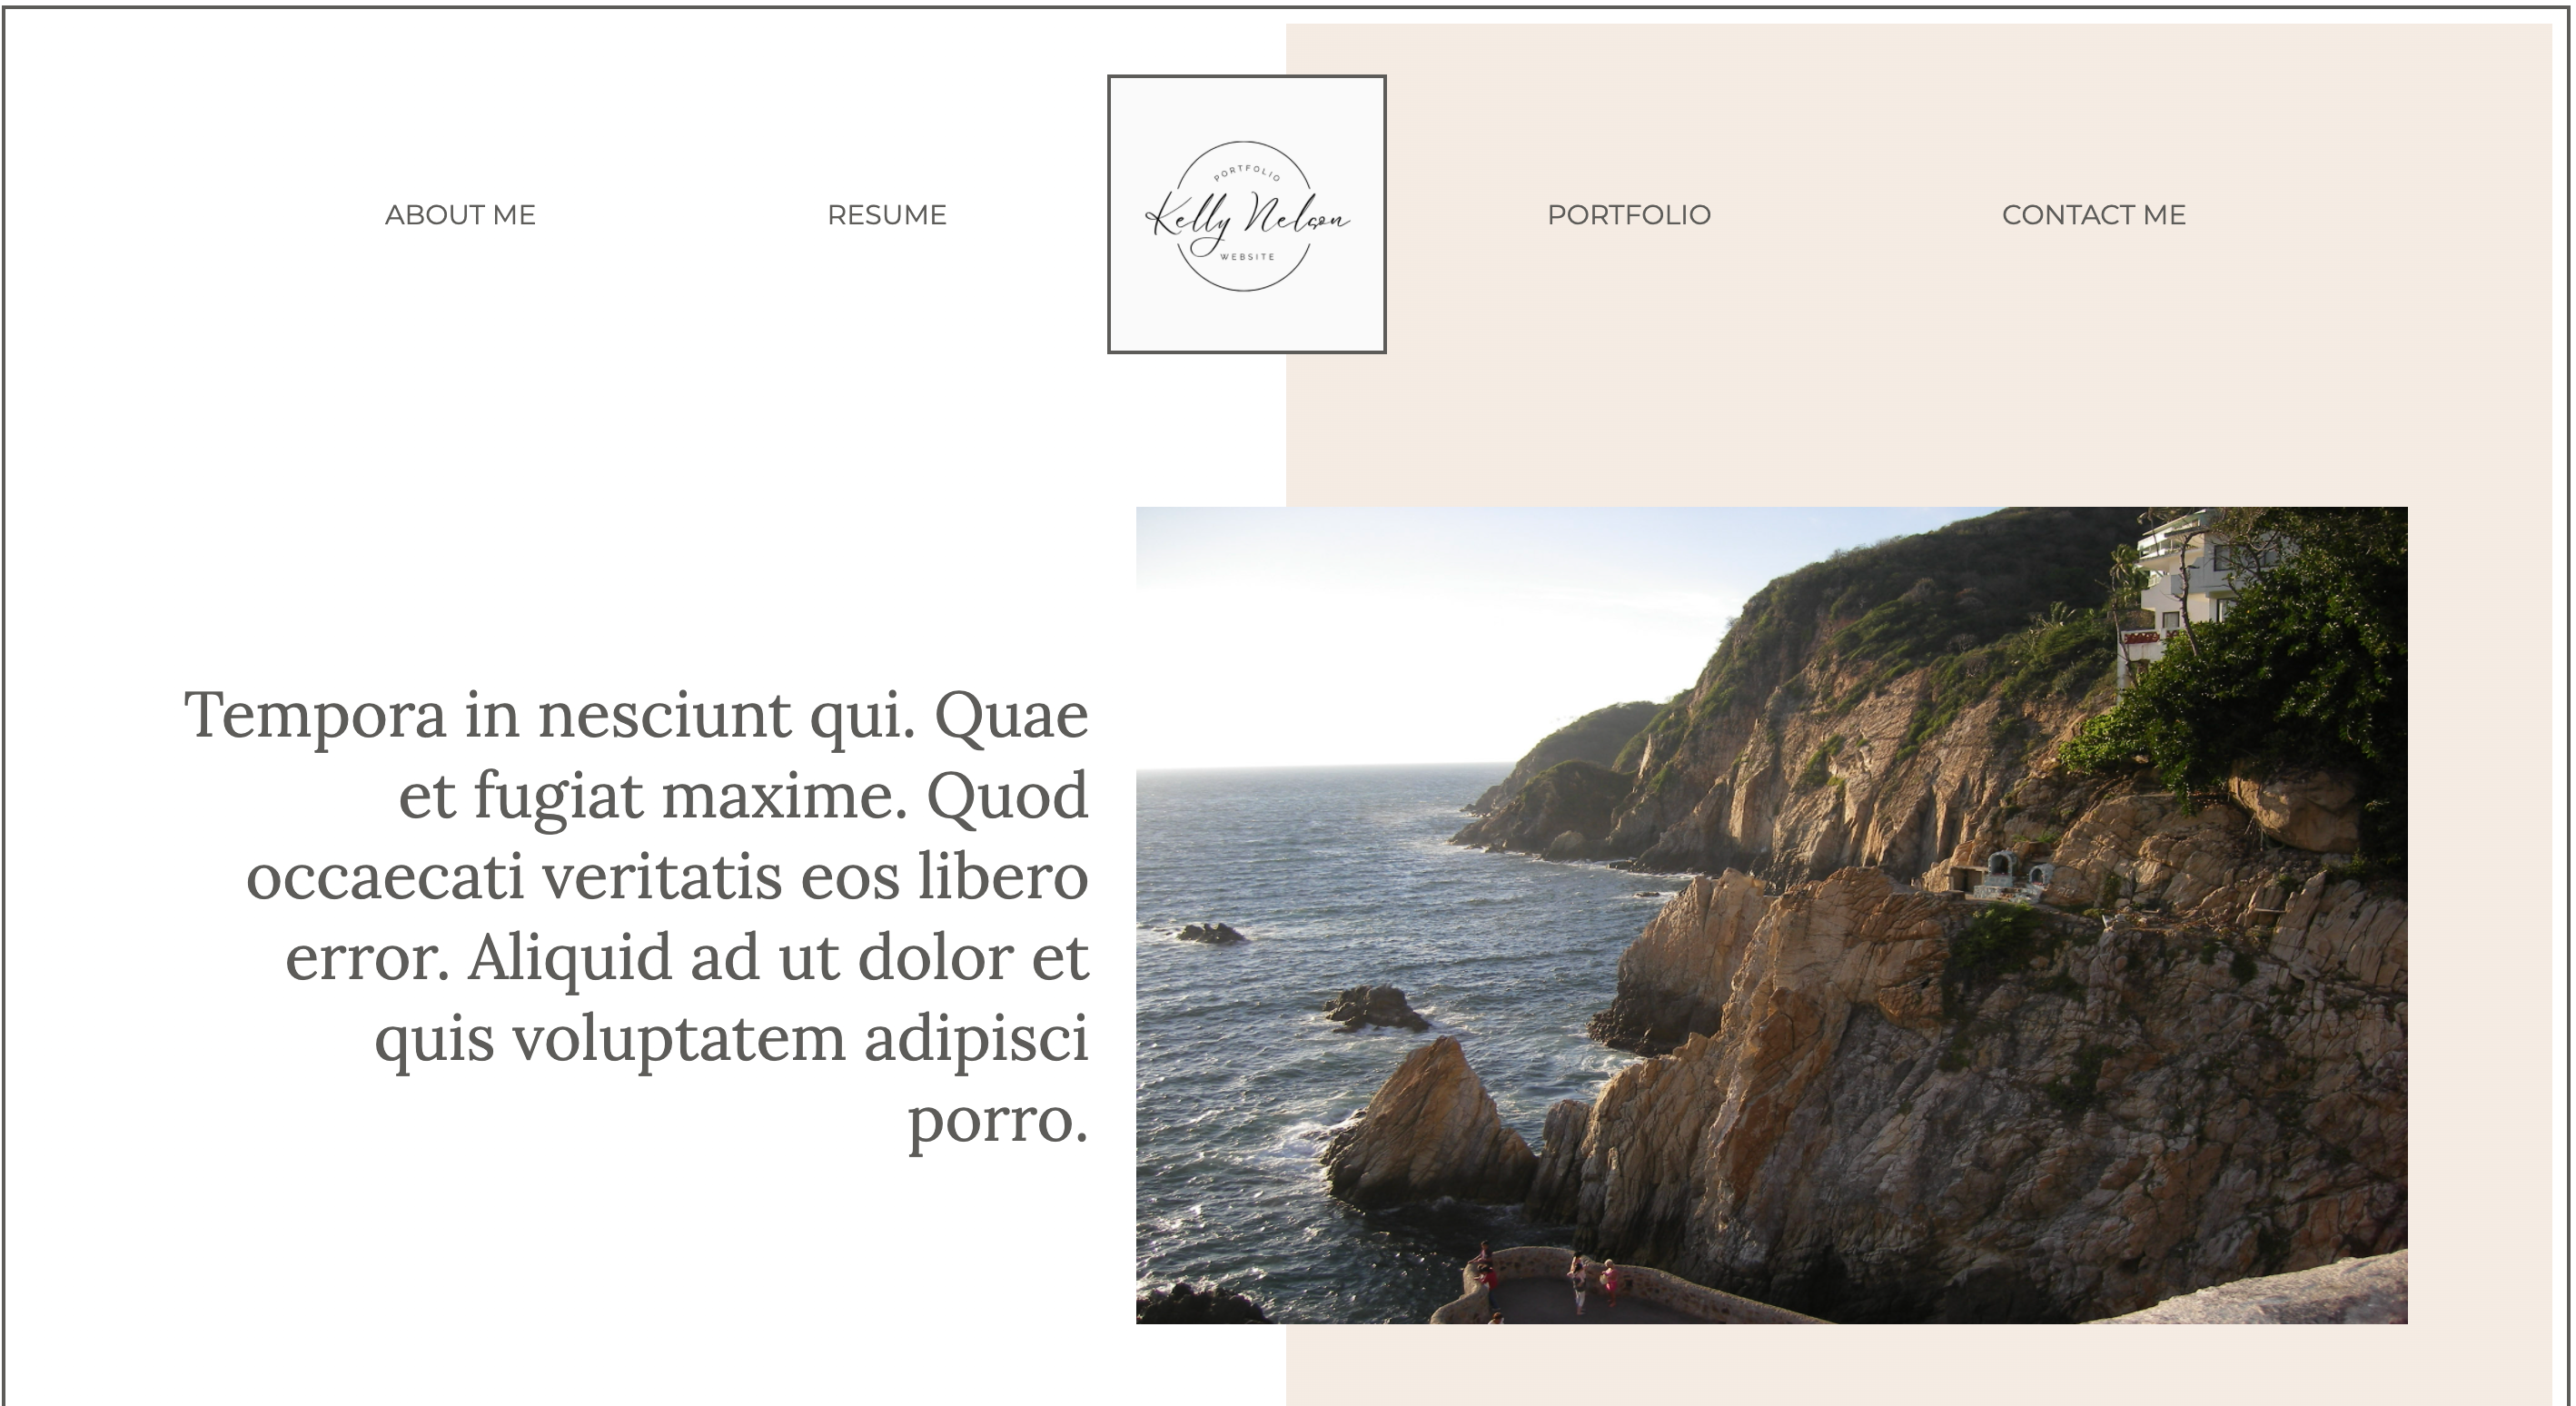 ABOUT ME
RESUME
PORTFOLIO
Kelly Nelson
WEBSITE
PORTFOLIO
CONTACT ME
Tempora in nesciunt qui. Quae
et fugiat maxime. Quod
occaecati veritatis eos libero
error. Aliquid ad ut dolor et
quis voluptatem adipisci
porro.